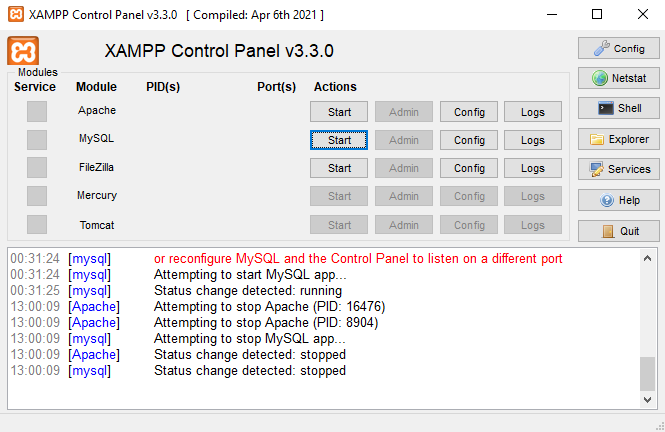 XAMPP Control Panel v3.3.0 [ Compiled: Apr 6th 2021 ]
XAMPP Control Panel v3.3.0
Config
Modules
Service Module PID(s) Port(s) Actions
Netstat
Apache Start Admin Config Logs
Shell
MySQL Start Admin Config Logs
Explorer
FileZilla Start Admin Config Logs
Services
Mercury Start Admin Config Logs
Help
Tomcat Start Admin Config Logs
Quit
00:31:24 [mysql] or reconfigure MySQL and the Control Panel to listen on a different port
00:31:24 [mysql] Attempting to start MySQL app...
00:31:25 [mysql] Status change detected: running
13:00:09 [Apache] Attempting to stop Apache (PID: 16476)
13:00:09 [Apache] Attempting to stop Apache (PID: 8904)
13:00:09 [mysql] Attempting to stop MySQL app...
13:00:09 [Apache] Status change detected: stopped
13:00:09 [mysql] Status change detected: stopped